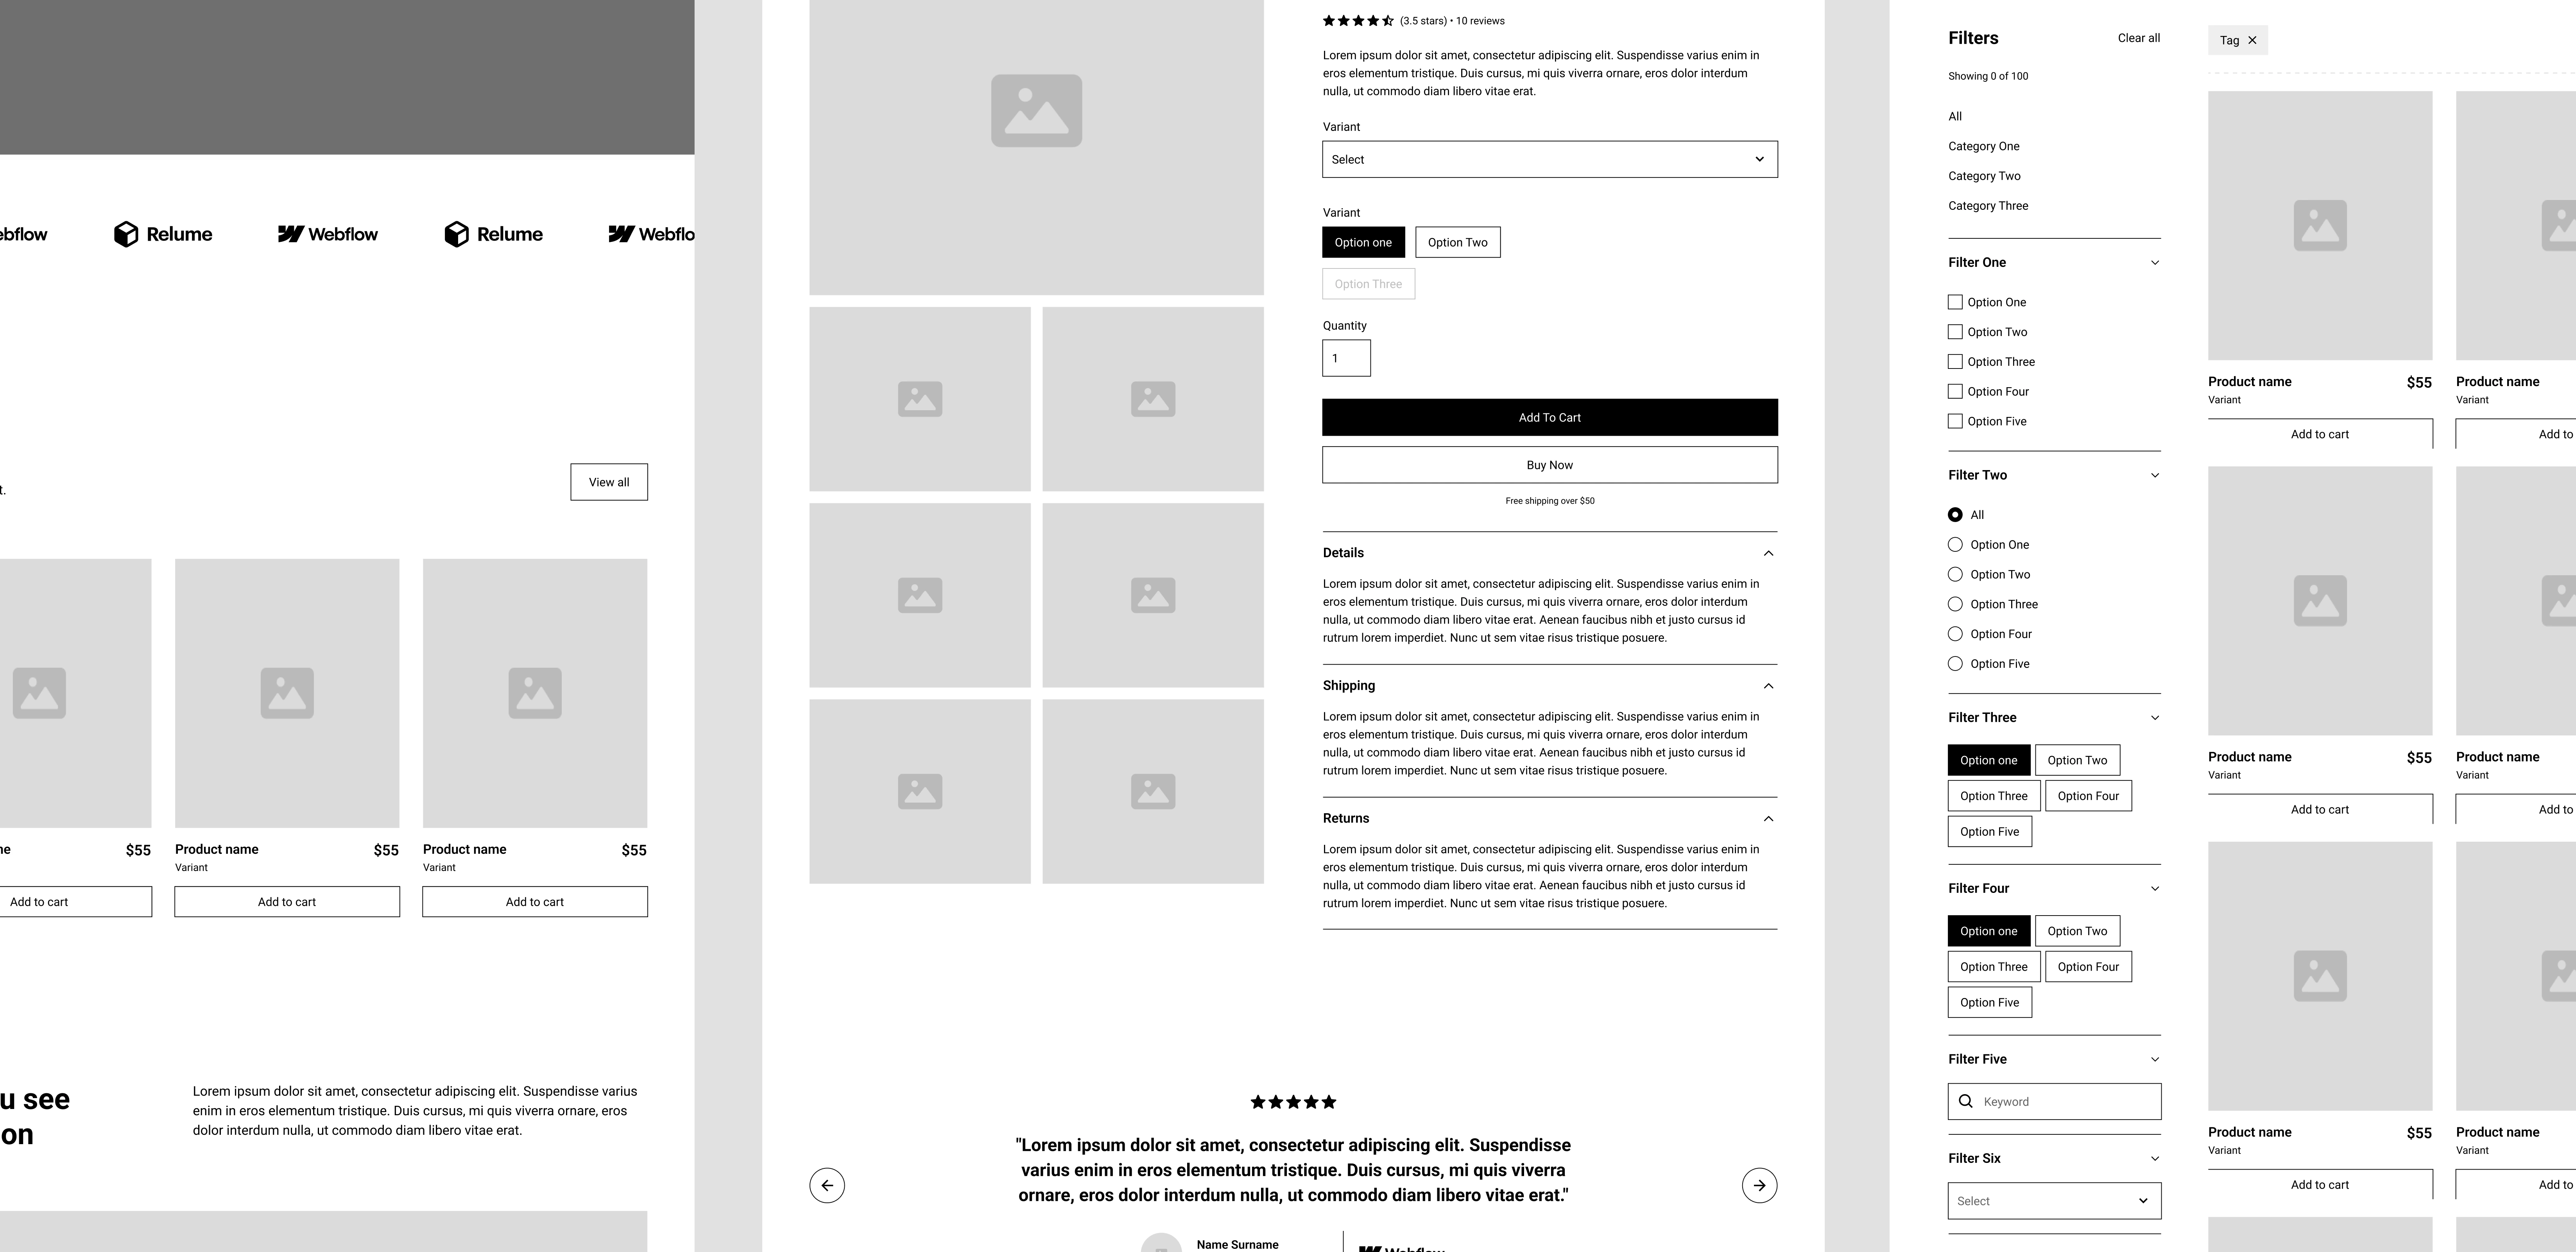 Webflow
Relume
Webflow
Relume
t.
View all
$55
Add to cart
Product name
$55
Variant
Add to cart
Product name
$55
Variant
Add to cart
u see
on
Lorem ipsum dolor sit amet, consectetur adipiscing elit. Suspendisse varius
enim in eros elementum tristique. Duis cursus, mi quis viverra ornare, eros
dolor interdum nulla, ut commodo diam libero vitae erat.
(3.5 stars) • 10 reviews
Lorem ipsum dolor sit amet, consectetur adipiscing elit. Suspendisse varius enim in
eros elementum tristique. Duis cursus, mi quis viverra ornare, eros dolor interdum
nulla, ut commodo diam libero vitae erat.
Variant
Select
Variant
Option one
Option Two
Option Three
Quantity
1
Add To Cart
Buy Now
Free shipping over $50
Details
Lorem ipsum dolor sit amet, consectetur adipiscing elit. Suspendisse varius enim in
eros elementum tristique. Duis cursus, mi quis viverra ornare, eros dolor interdum
nulla, ut commodo diam libero vitae erat. Aenean faucibus nibh et justo cursus id
rutrum lorem imperdiet. Nunc ut sem vitae risus tristique posuere.
Shipping
Lorem ipsum dolor sit amet, consectetur adipiscing elit. Suspendisse varius enim in
eros elementum tristique. Duis cursus, mi quis viverra ornare, eros dolor interdum
nulla, ut commodo diam libero vitae erat. Aenean faucibus nibh et justo cursus id
rutrum lorem imperdiet. Nunc ut sem vitae risus tristique posuere.
Returns
Lorem ipsum dolor sit amet, consectetur adipiscing elit. Suspendisse varius enim in
eros elementum tristique. Duis cursus, mi quis viverra ornare, eros dolor interdum
nulla, ut commodo diam libero vitae erat. Aenean faucibus nibh et justo cursus id
rutrum lorem imperdiet. Nunc ut sem vitae risus tristique posuere.
"Lorem ipsum dolor sit amet, consectetur adipiscing elit. Suspendisse
varius enim in eros elementum tristique. Duis cursus, mi quis viverra
ornare, eros dolor interdum nulla, ut commodo diam libero vitae erat."
Name Surname
Webflow
Filters
Clear all
Showing 0 of 100
All
Category One
Category Two
Category Three
Filter One
Option One
Option Two
Option Three
Option Four
Option Five
Filter Two
All
Option One
Option Two
Option Three
Option Four
Option Five
Filter Three
Option one
Option Two
Option Three
Option Four
Option Five
Filter Four
Option one
Option Two
Option Three
Option Four
Option Five
Filter Five
Keyword
Filter Six
Select
Tag
Product name
$55
Variant
Add to cart
Product name
Variant
Add to
Product name
$55
Variant
Add to cart
Product name
Variant
Add to
Product name
$55
Variant
Add to cart
Product name
Variant
Add to